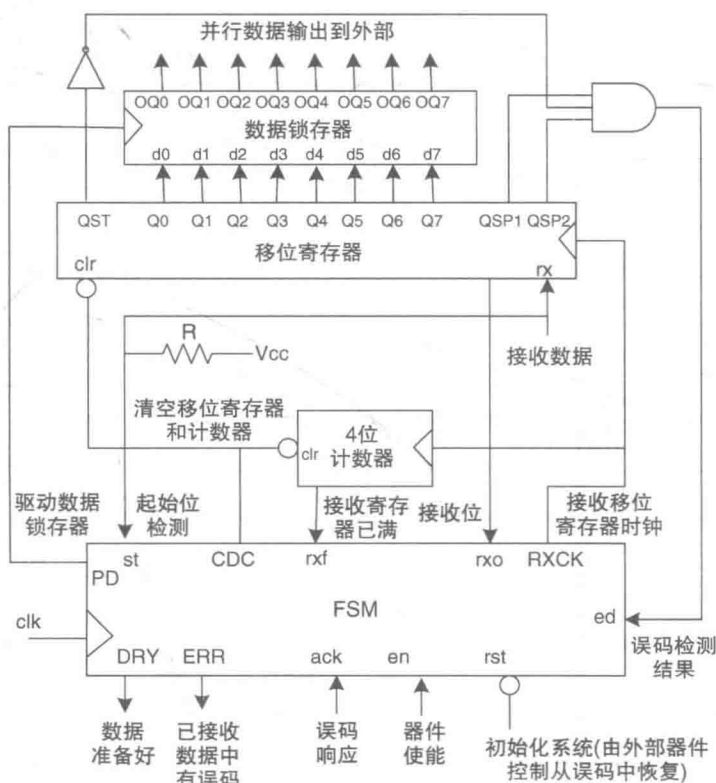 并行数据输出到外部
OQ0 OQ1 OQ2 OQ3 OQ4 OQ5 OQ6 OQ7
数据锁存器
d0 d1 d2 d3 d4 d5 d6 d7
QST Q0 Q1 Q2 Q3 Q4 Q5 Q6 Q7 QSP1 QSP2
移位寄存器
clr
rx
R
Vcc
接收数据
清空移位寄存器
和计数器
4位
计数器
clr
驱动数据
锁存器
起始位
检测
接收寄存
器已满
接收位
接收移位
寄存器时钟
st CDC rxf rxo RXCK
PD
FSM
clk
ed
误码检测
结果
DRY ERR ack en rst
数据
准备好
已接收
数据中
有误码
误码
响应
器件
使能
初始化系统(由外部器件
控制从误码中恢复)